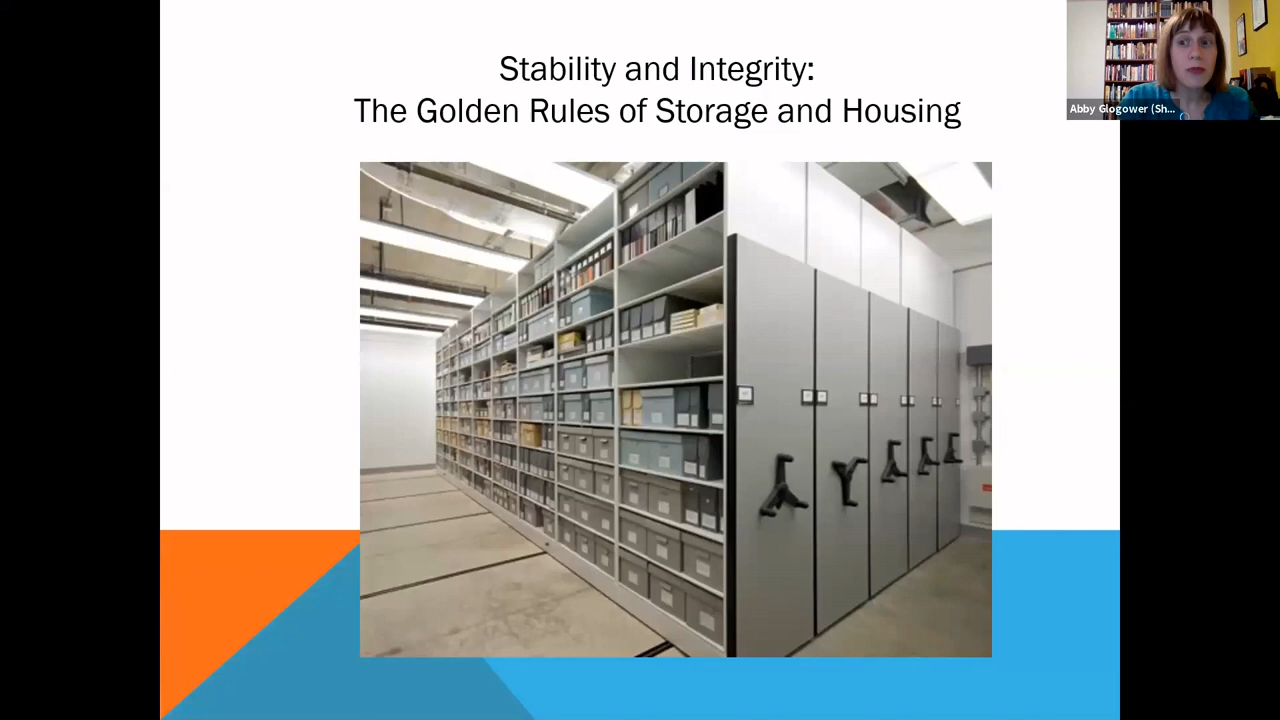 Stability and Integrity:
The Golden Rules of Storage and Housing
Abby Glogower (Sh...